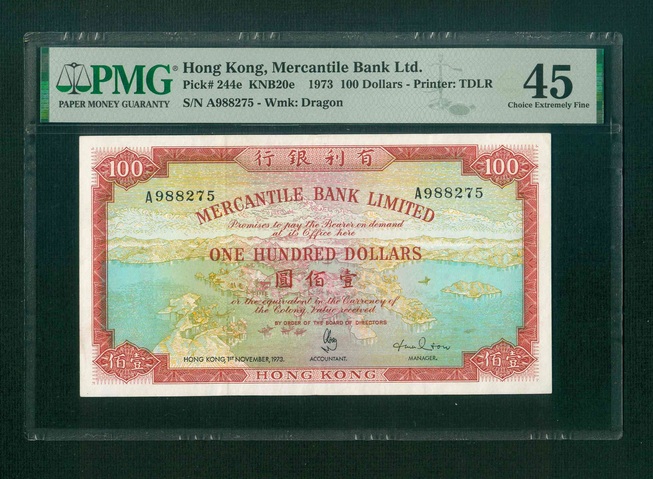 PMG® Hong Kong, Mercantile Bank Ltd.
PAPER MONEY GUARANTY
Pick# 244e KNB20e 1973 100 Dollars - Printer: TDLR
S/N A988275 - Wmk: Dragon
45
Choice Extremely Fine
100 行銀利有 100
A988275 A988275
MERCANTILE BANK LIMITED
Promises to pay the Bearer on demand
at its Office here
ONE HUNDRED DOLLARS
圓佰壹
or the equivalent in the Currency of
the Colony, Value received
BY ORDER OF THE BOARD OF DIRECTORS
HONG KONG 1ST NOVEMBER, 1973. ACCOUNTANT. MANAGER.
佰 壹
HONG KONG